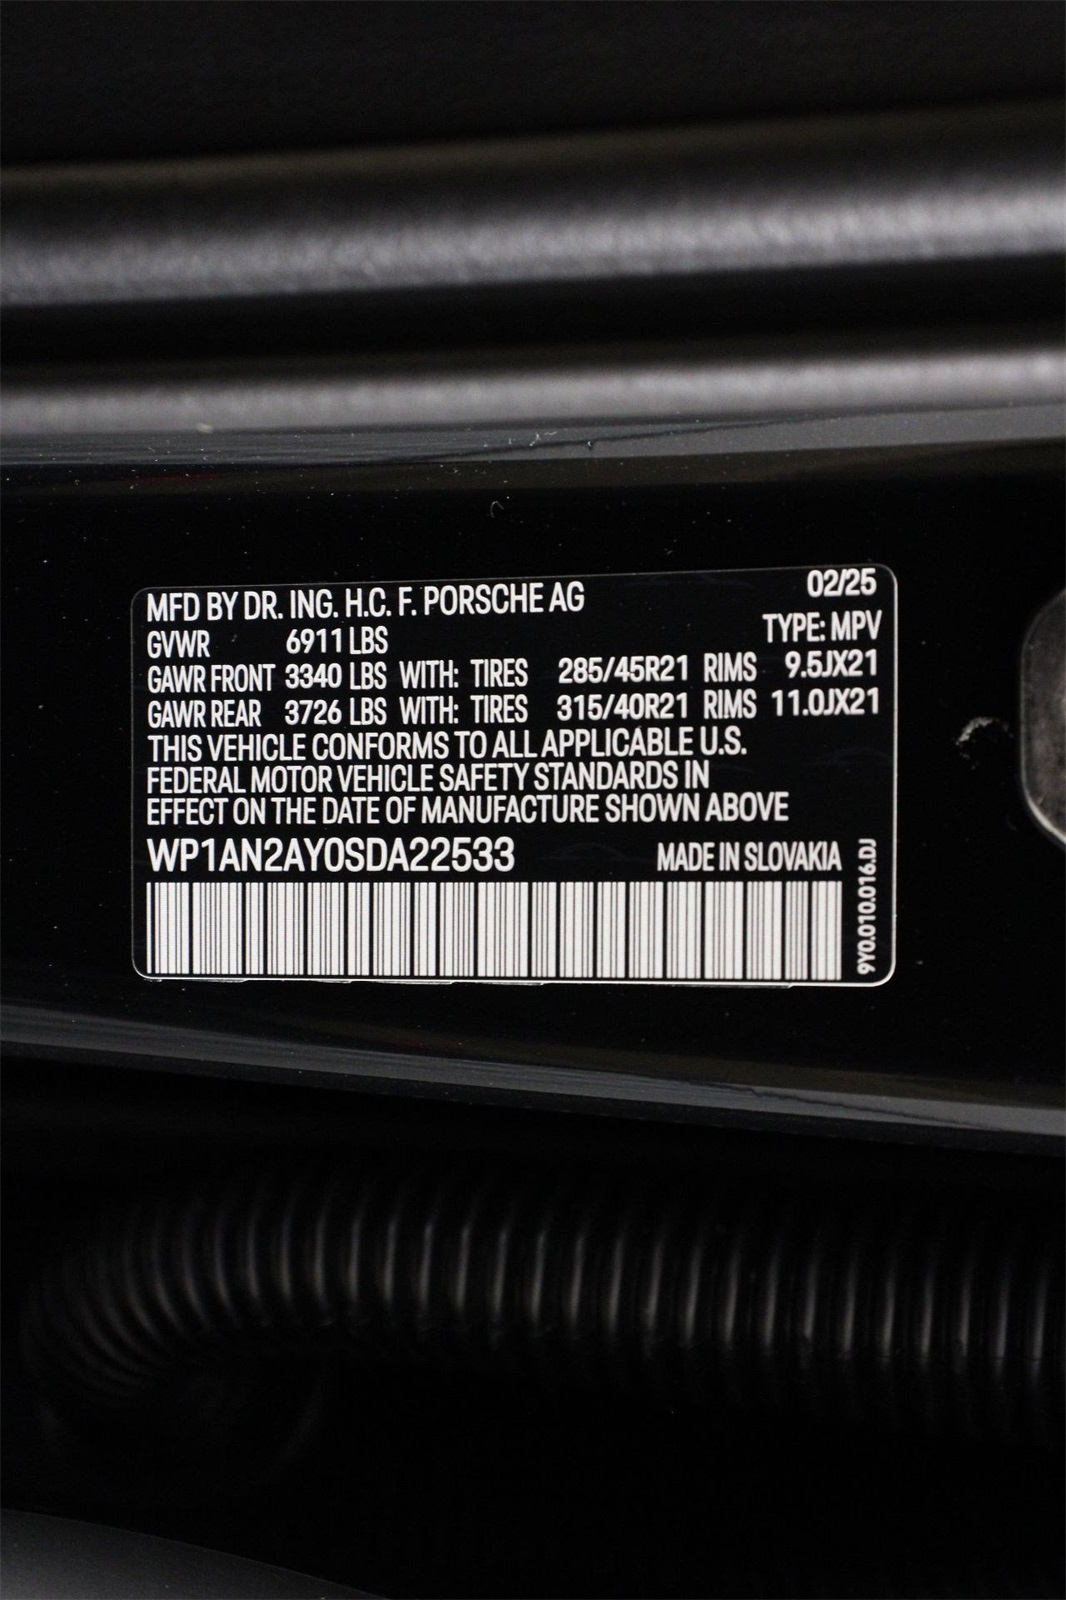 MFD BY DR. ING. H.C. F. PORSCHE AG 02/25
GVWR 6911 LBS TYPE: MPV
GAWR FRONT 3340 LBS WITH: TIRES 285/45R21 RIMS 9.5JX21
GAWR REAR 3726 LBS WITH: TIRES 315/40R21 RIMS 11.0JX21
THIS VEHICLE CONFORMS TO ALL APPLICABLE U.S.
FEDERAL MOTOR VEHICLE SAFETY STANDARDS IN
EFFECT ON THE DATE OF MANUFACTURE SHOWN ABOVE
WP1AN2AY0SDA22533 MADE IN SLOVAKIA
9Y0.010.016.DJ